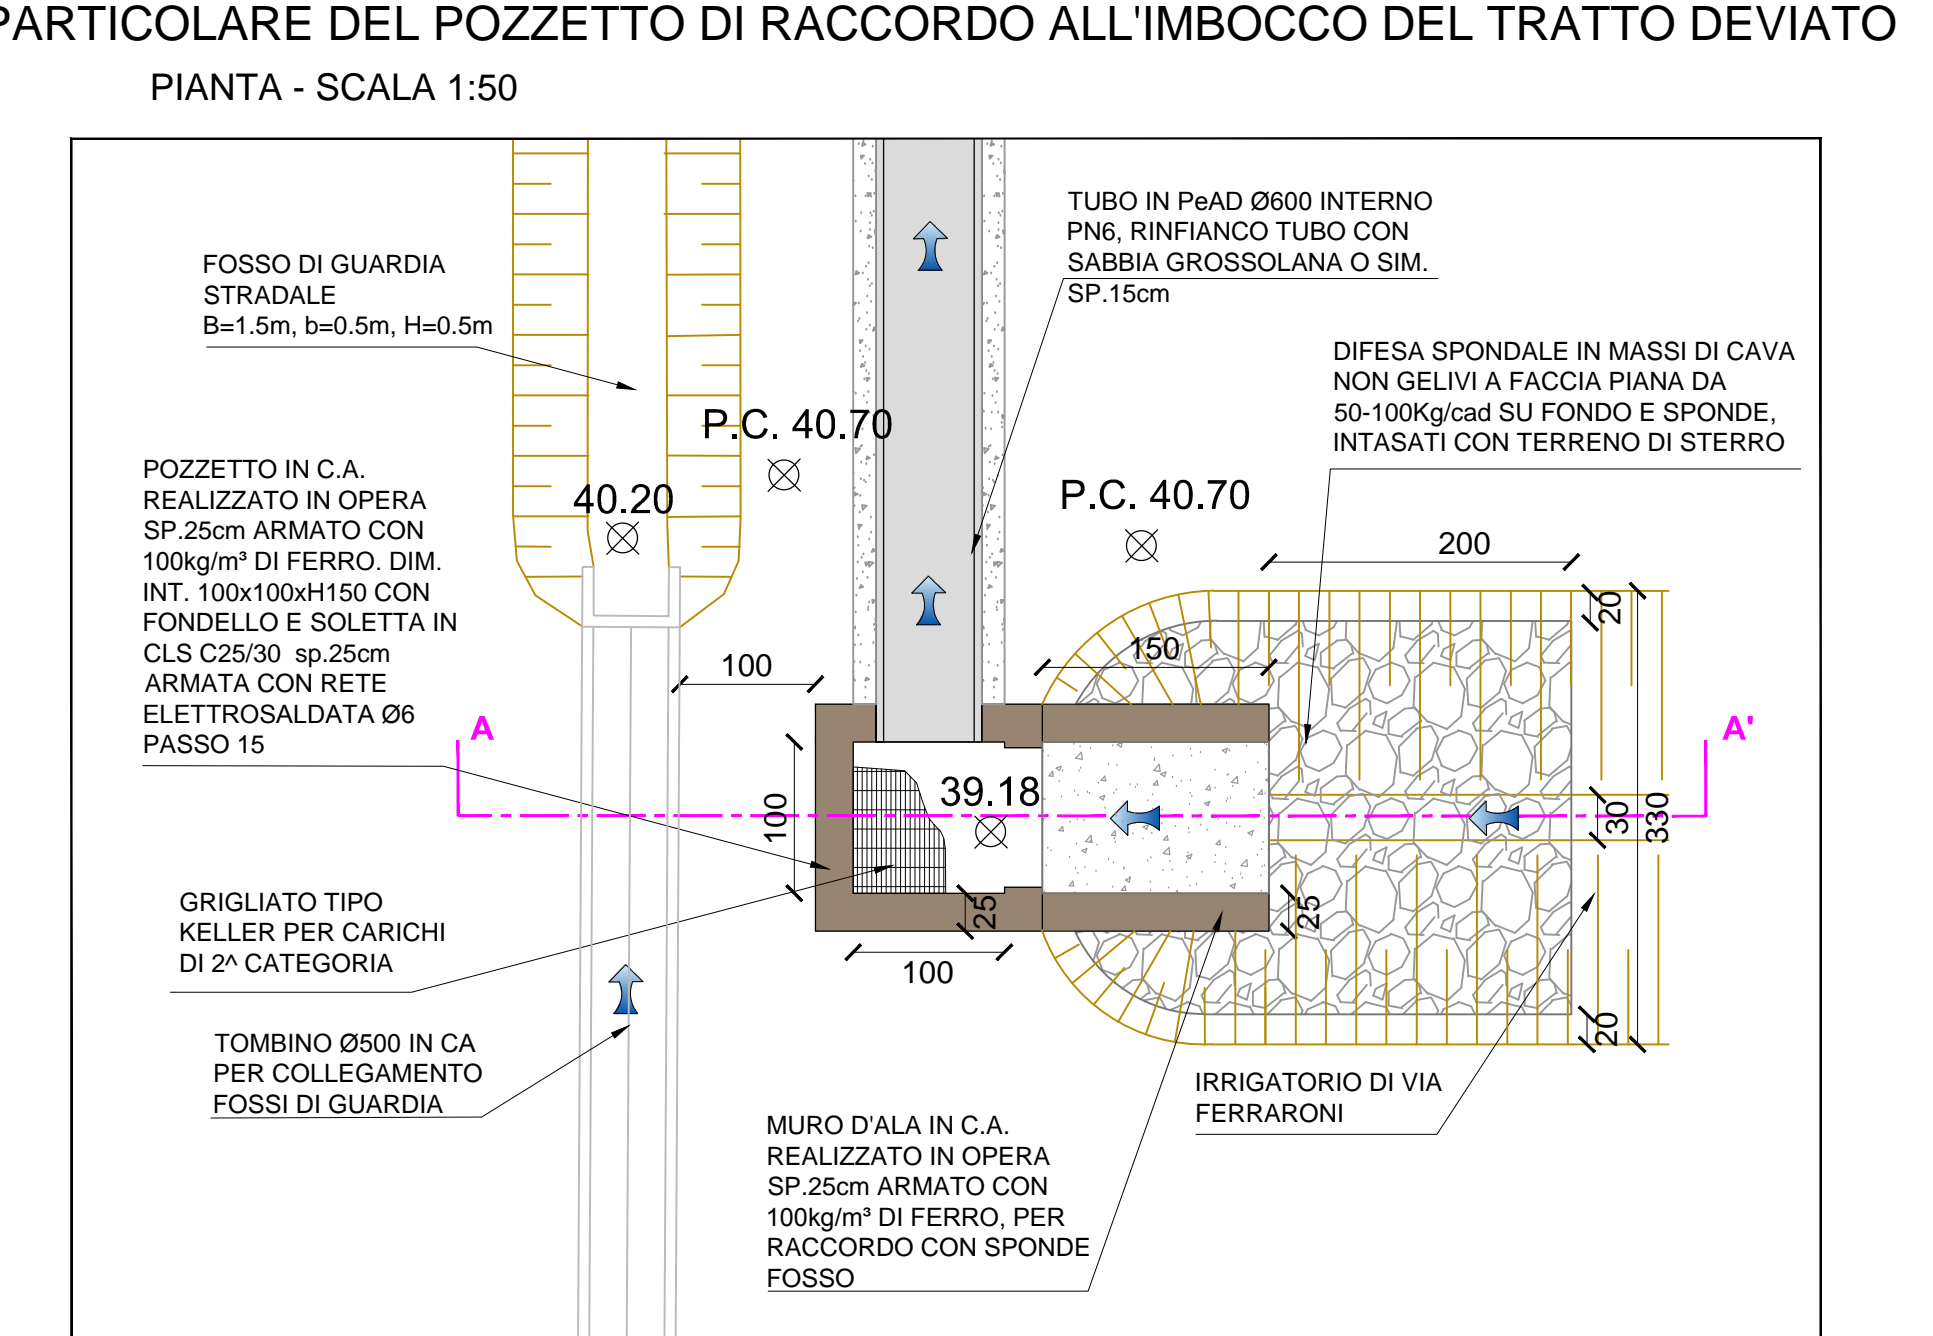 PARTICOLARE DEL POZZETTO DI RACCORDO ALL'IMBOCCO DEL TRATTO DEVIATO
PIANTA - SCALA 1:50
TUBO IN PeAD Ø600 INTERNO
PN6, RINFIANCO TUBO CON
SABBIA GROSSOLANA O SIM.
SP.15cm
FOSSO DI GUARDIA
STRADALE
B=1.5m, b=0.5m, H=0.5m
DIFESA SPONDALE IN MASSI DI CAVA
NON GELIVI A FACCIA PIANA DA
50-100Kg/cad SU FONDO E SPONDE,
INTASATI CON TERRENO DI STERRO
P.C. 40.70
P.C. 40.70
40.20
POZZETTO IN C.A.
REALIZZATO IN OPERA
SP.25cm ARMATO CON
100kg/m³ DI FERRO. DIM.
INT. 100x100xH150 CON
FONDELLO E SOLETTA IN
CLS C25/30 sp.25cm
ARMATA CON RETE
ELETTROSALDATA Ø6
PASSO 15
200
20
150
100
A
A'
39.18
100
30
330
25
25
100
20
GRIGLIATO TIPO
KELLER PER CARICHI
DI 2^ CATEGORIA
TOMBINO Ø500 IN CA
PER COLLEGAMENTO
FOSSI DI GUARDIA
IRRIGATORIO DI VIA
FERRARONI
MURO D'ALA IN C.A.
REALIZZATO IN OPERA
SP.25cm ARMATO CON
100kg/m³ DI FERRO, PER
RACCORDO CON SPONDE
FOSSO